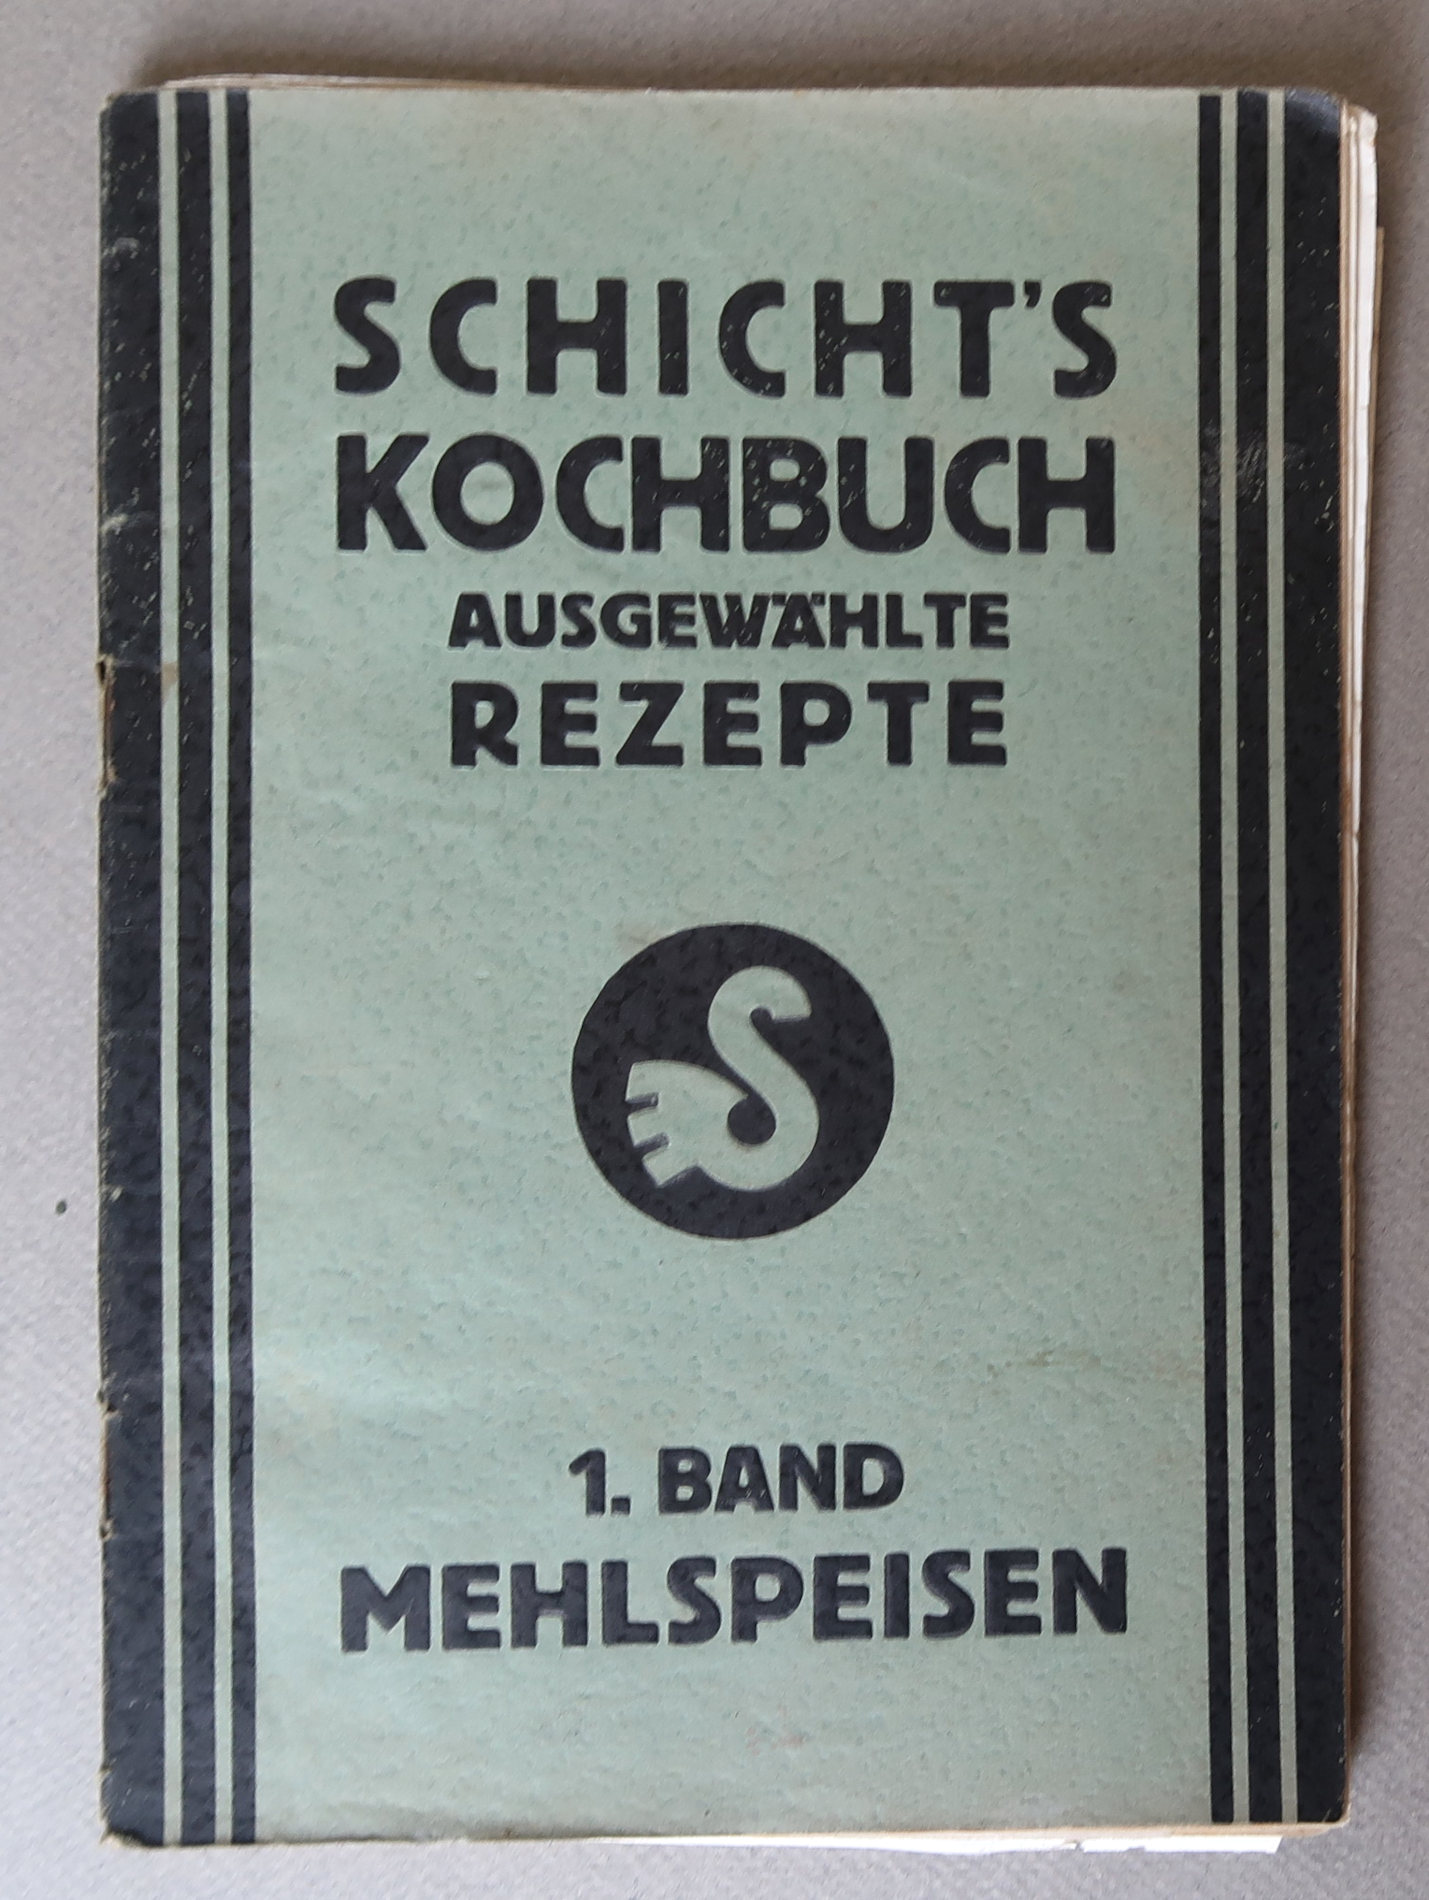 SCHICHT'S
KOCHBUCH
AUSGEWÄHLTE
REZEPTE
S
1. BAND
MEHLSPEISEN